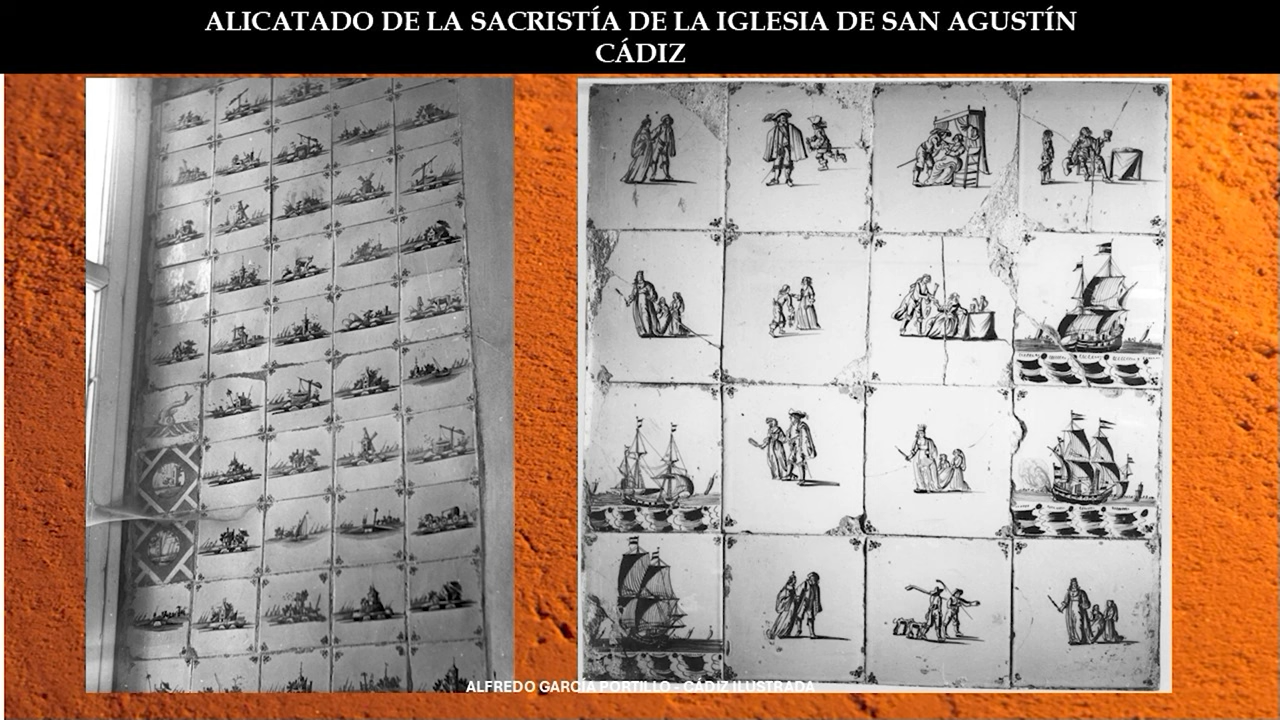 ALICATADO DE LA SACRISTÍA DE LA IGLESIA DE SAN AGUSTÍN
CÁDIZ
ALFREDO GARCÍA PORTILLO - CÁDIZ ILUSTRADA